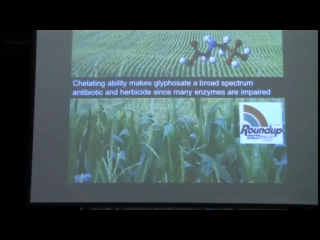 Chelating ability makes glyphosate a broad spectrum
antibiotic and herbicide since many enzymes are impaired
Roundup